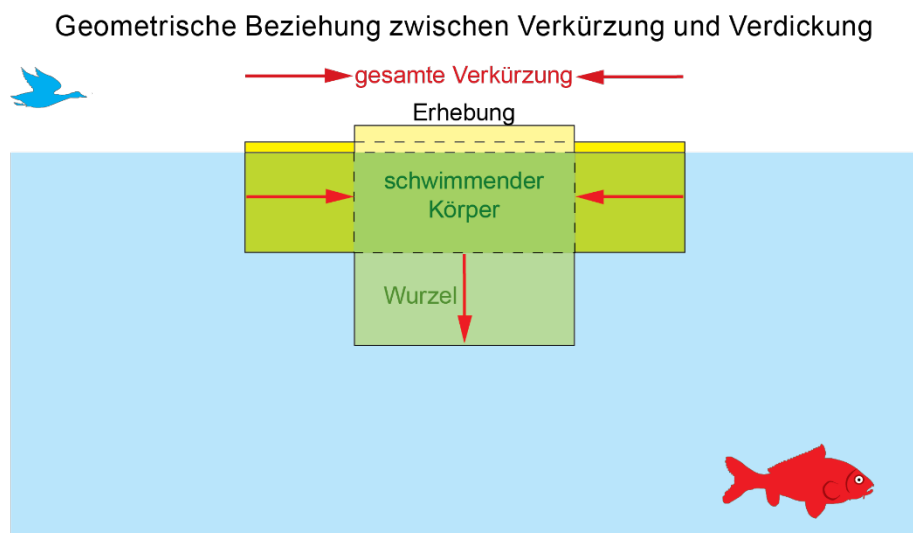 Geometrische Beziehung zwischen Verkürzung und Verdickung
gesamte Verkürzung
Erhebung
schwimmender
Körper
Wurzel